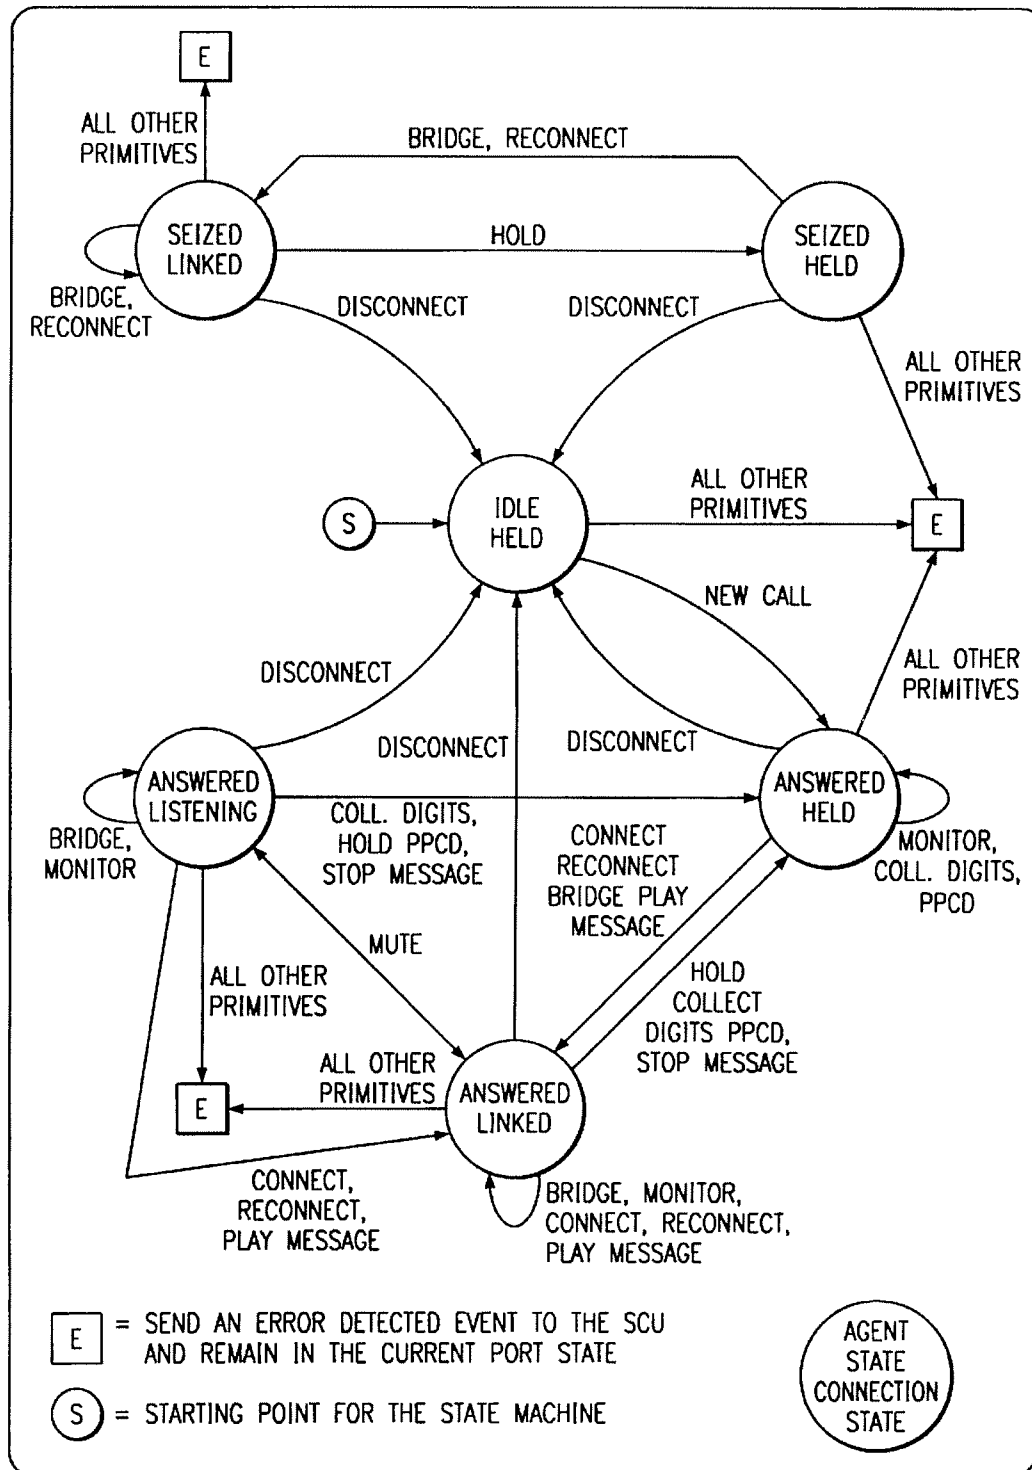 E
ALL OTHER
PRIMITIVES
BRIDGE, RECONNECT
SEIZED
LINKED
HOLD
SEIZED
HELD
BRIDGE,
RECONNECT
DISCONNECT
DISCONNECT
ALL OTHER
PRIMITIVES
S
IDLE
HELD
ALL OTHER
PRIMITIVES
E
NEW CALL
DISCONNECT
ALL OTHER
PRIMITIVES
DISCONNECT
DISCONNECT
ANSWERED
LISTENING
ANSWERED
HELD
BRIDGE,
MONITOR
COLL. DIGITS,
HOLD PPCD,
STOP MESSAGE
CONNECT
RECONNECT
BRIDGE PLAY
MESSAGE
MONITOR,
COLL. DIGITS,
PPCD
MUTE
ALL OTHER
PRIMITIVES
HOLD
COLLECT
DIGITS PPCD,
STOP MESSAGE
ALL OTHER
PRIMITIVES
E
ANSWERED
LINKED
CONNECT,
RECONNECT,
PLAY MESSAGE
BRIDGE, MONITOR,
CONNECT, RECONNECT,
PLAY MESSAGE
E = SEND AN ERROR DETECTED EVENT TO THE SCU
AND REMAIN IN THE CURRENT PORT STATE
S = STARTING POINT FOR THE STATE MACHINE
AGENT
STATE
CONNECTION
STATE